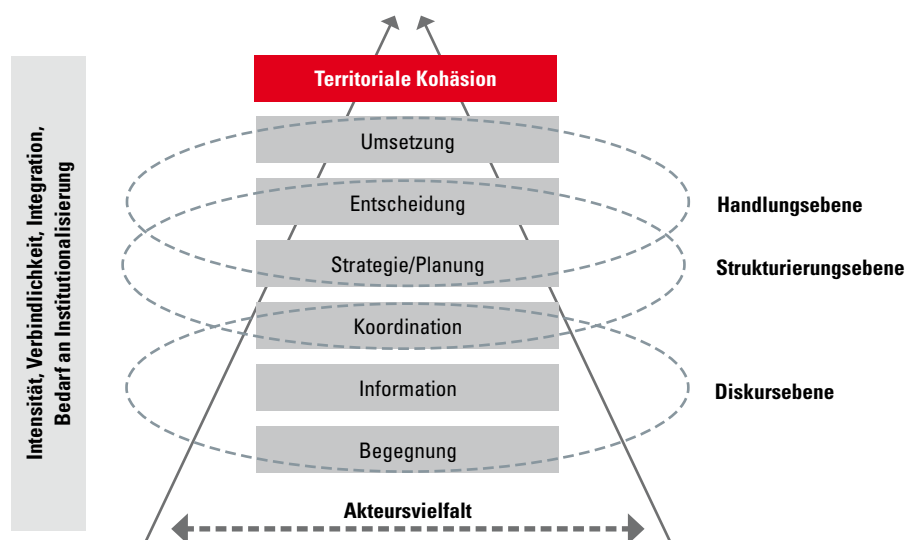 Intensität, Verbindlichkeit, Integration,
Bedarf an Institutionalisierung
Territoriale Kohäsion
Umsetzung
Entscheidung
Handlungsebene
Strategie/Planung
Strukturierungsebene
Koordination
Information
Diskursebene
Begegnung
Akteursvielfalt